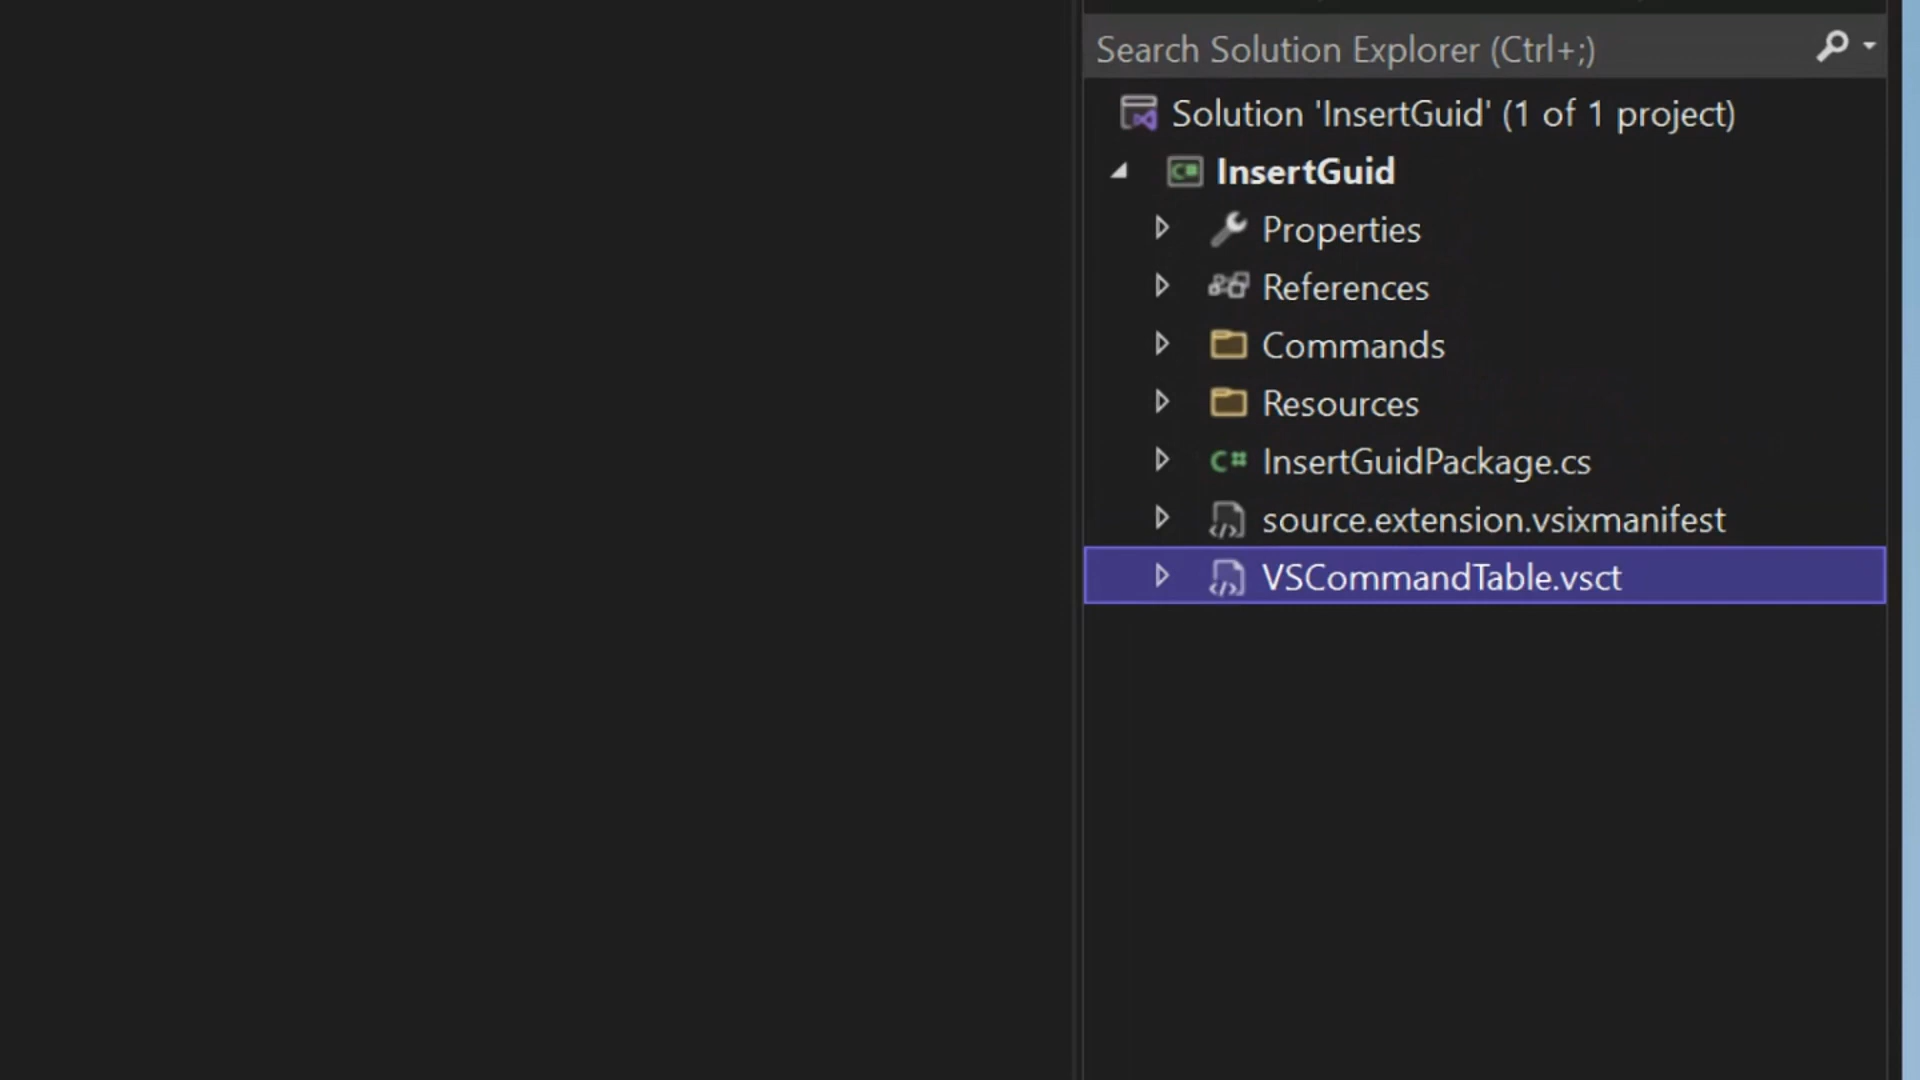 Search Solution Explorer (Ctrl+;)
Solution 'InsertGuid' (1 of 1 project)
C# InsertGuid
Properties
References
Commands
Resources
C# InsertGuidPackage.cs
source.extension.vsixmanifest
VSCommandTable.vsct